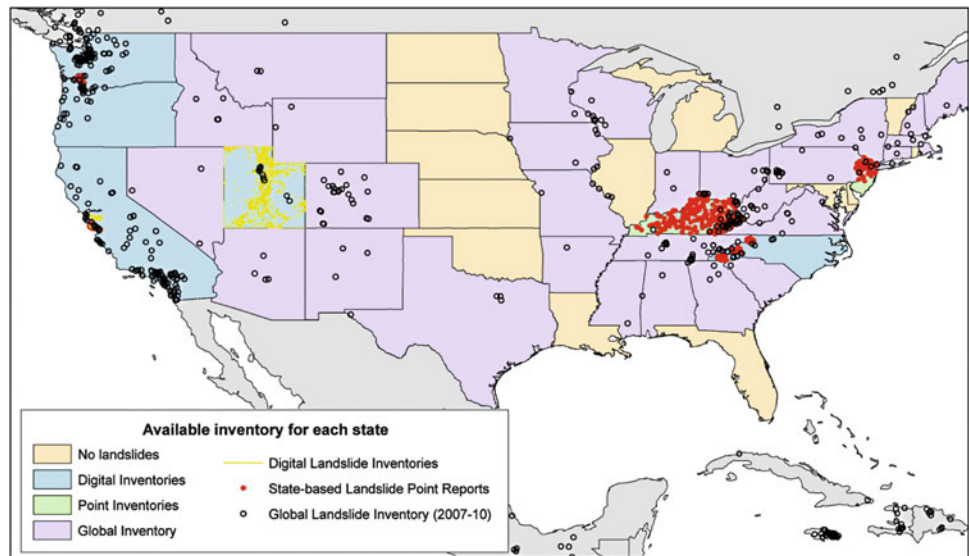 Available inventory for each state
No landslides
Digital Inventories
Point Inventories
Global Inventory
Digital Landslide Inventories
State-based Landslide Point Reports
Global Landslide Inventory (2007-10)